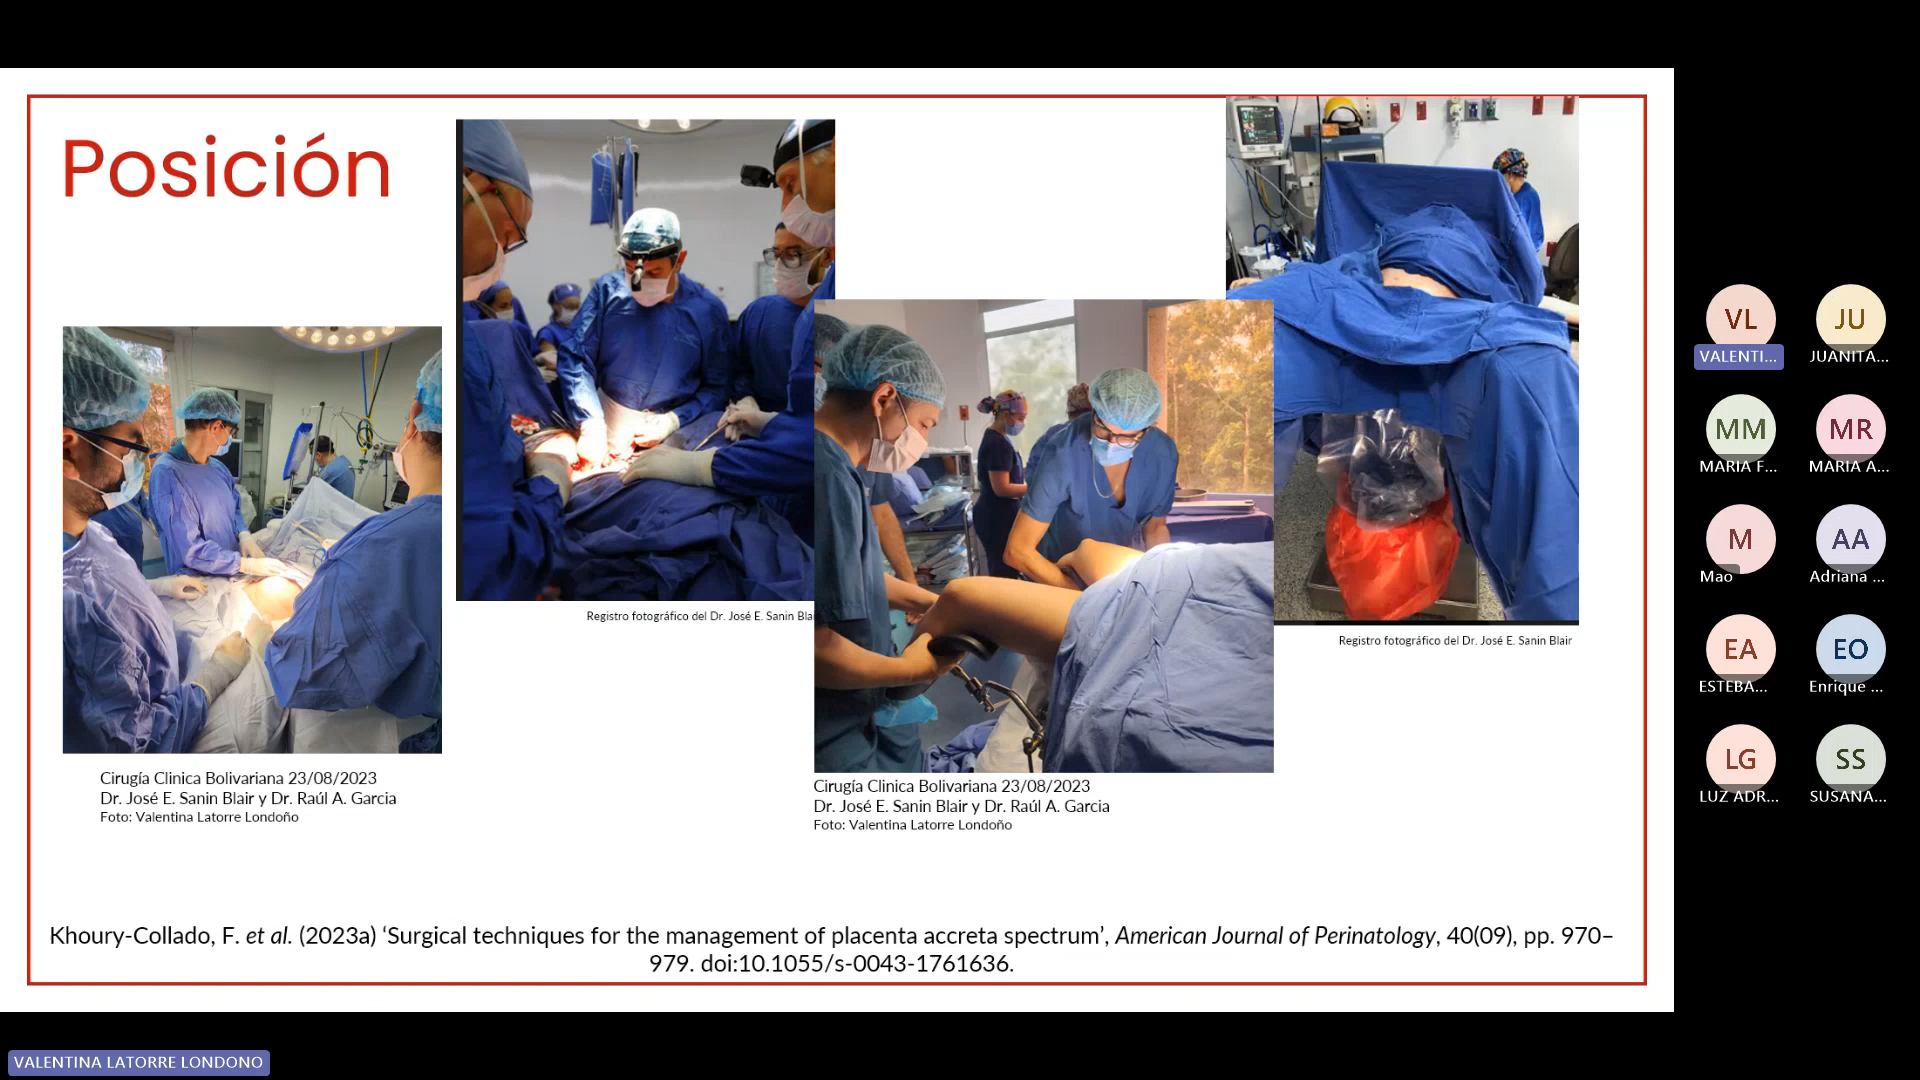 Posición
Registro fotográfico del Dr. José E. Sanin Blair
Registro fotográfico del Dr. José E. Sanin Blair
Cirugía Clinica Bolivariana 23/08/2023
Dr. José E. Sanin Blair y Dr. Raúl A. Garcia
Foto: Valentina Latorre Londoño
Cirugía Clinica Bolivariana 23/08/2023
Dr. José E. Sanin Blair y Dr. Raúl A. Garcia
Foto: Valentina Latorre Londoño
Khoury-Collado, F. et al. (2023a) ‘Surgical techniques for the management of placenta accreta spectrum’, American Journal of Perinatology, 40(09), pp. 970–
979. doi:10.1055/s-0043-1761636.
VL
VALENTI...
JU
JUANITA...
MM
MARIA F...
MR
MARIA A...
M
Mao
AA
Adriana ...
EA
ESTEBA...
EO
Enrique ...
LG
LUZ ADR...
SS
SUSANA...
VALENTINA LATORRE LONDONO